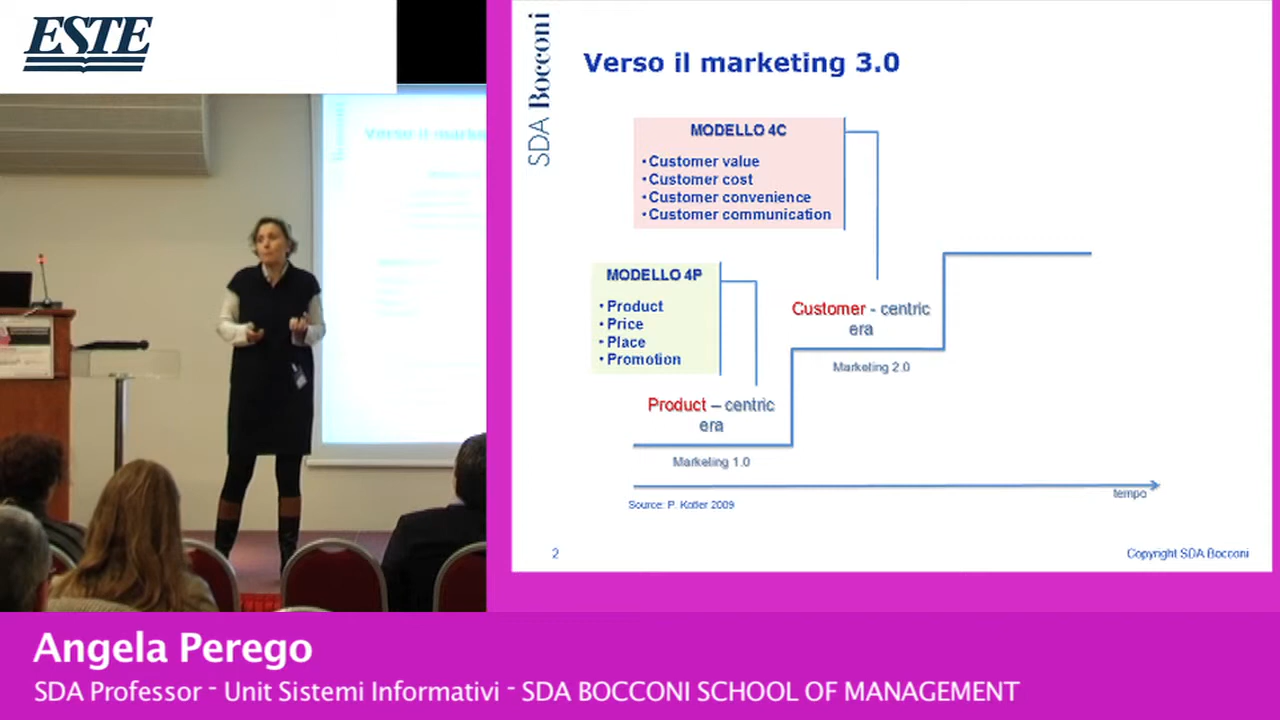 ESTE
SDA Bocconi
Verso il marketing 3.0
MODELLO 4C
• Customer value
• Customer cost
• Customer convenience
• Customer communication
MODELLO 4P
• Product
• Price
• Place
• Promotion
Customer - centric
era
Marketing 2.0
Product – centric
era
Marketing 1.0
tempo
Source: P. Kotler 2009
2
Copyright SDA Bocconi
Angela Perego
SDA Professor - Unit Sistemi Informativi - SDA BOCCONI SCHOOL OF MANAGEMENT